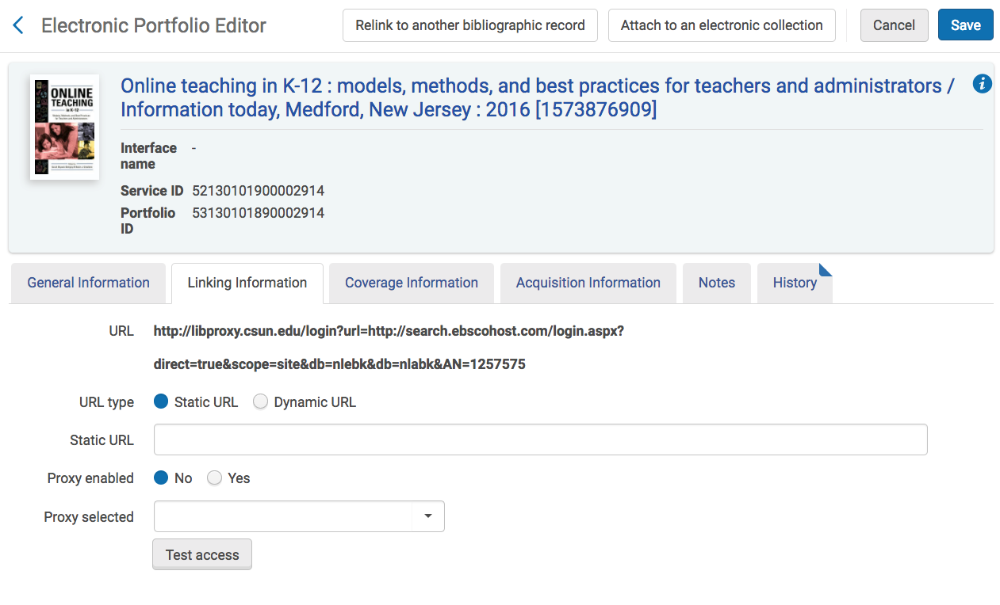 Electronic Portfolio Editor
Relink to another bibliographic record
Attach to an electronic collection
Cancel
Save
ONLINE
TEACHING
in K-12
Online teaching in K-12 : models, methods, and best practices for teachers and administrators /
Information today, Medford, New Jersey : 2016 [1573876909]
Interface name -
Service ID 52130101900002914
Portfolio ID 53130101890002914
General Information
Linking Information
Coverage Information
Acquisition Information
Notes
History
URL http://libproxy.csun.edu/login?url=http://search.ebscohost.com/login.aspx?
direct=true&scope=site&db=nlebk&db=nlabk&AN=1257575
URL type Static URL Dynamic URL
Static URL
Proxy enabled No Yes
Proxy selected
Test access